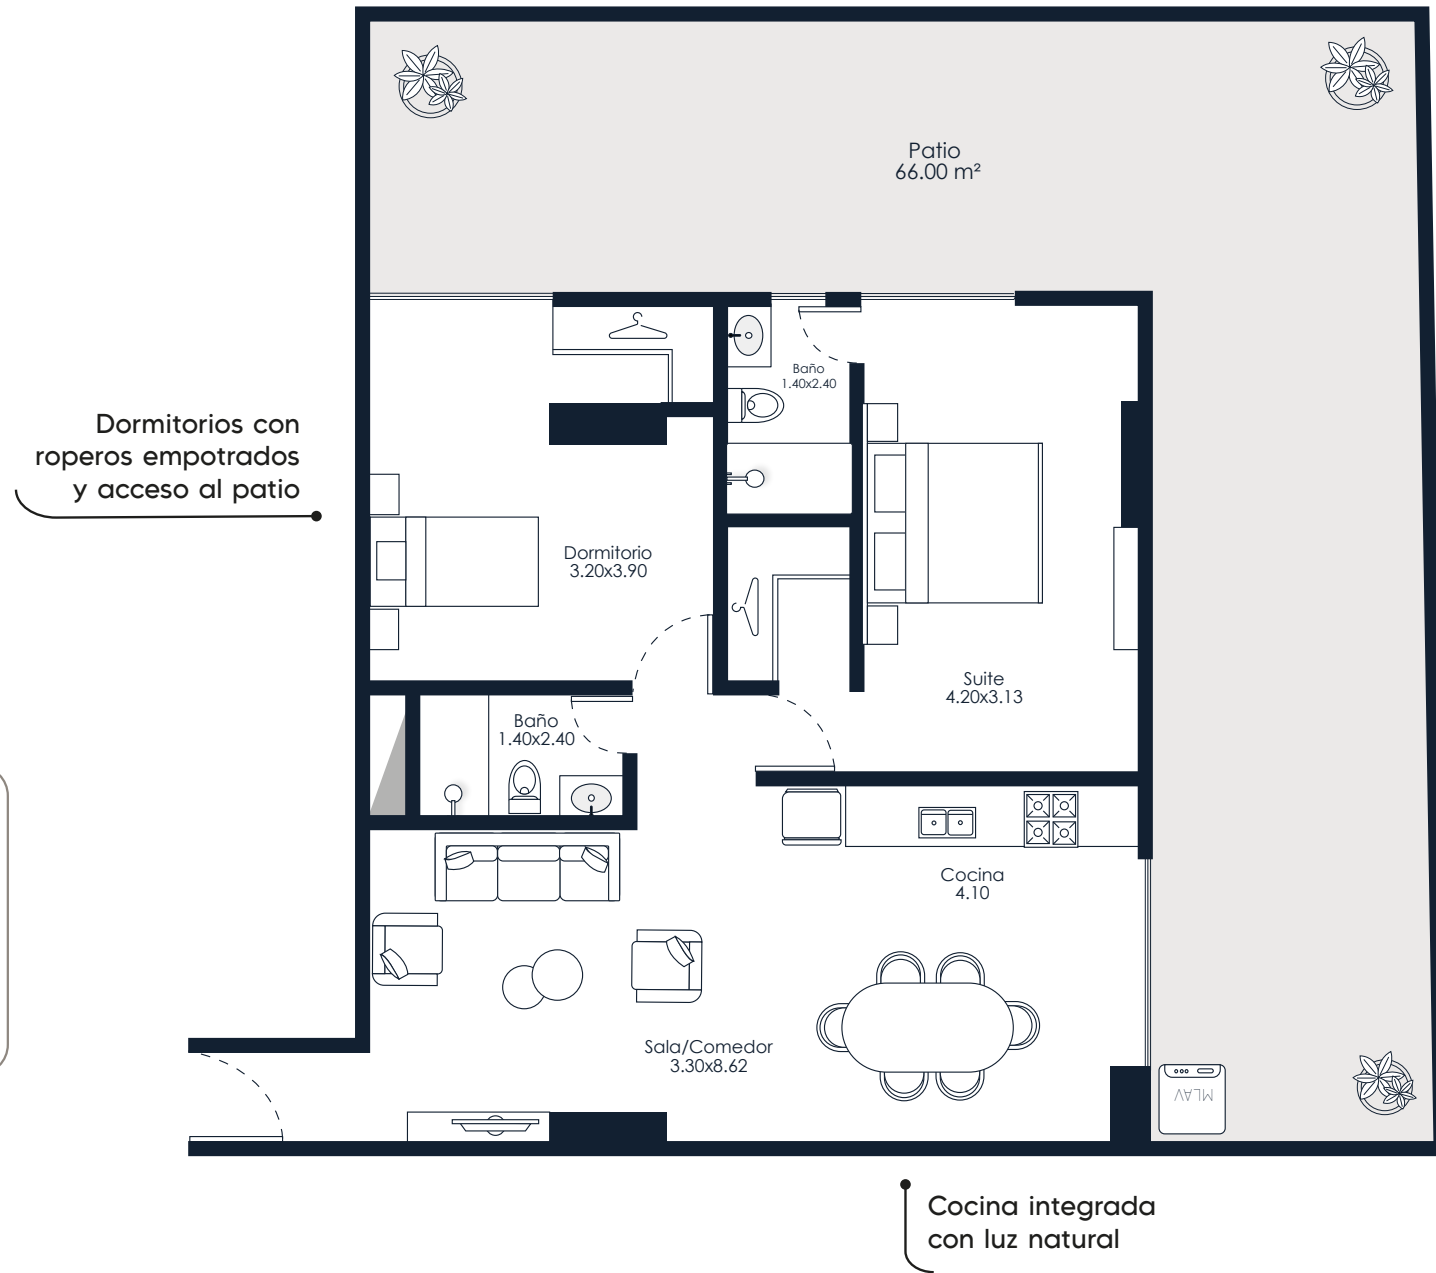 Patio
66.00 m²
Baño
1.40x2.40
Dormitorios con
roperos empotrados
y acceso al patio
Dormitorio
3.20x3.90
Suite
4.20x3.13
Baño
1.40x2.40
Cocina
4.10
Sala/Comedor
3.30x8.62
MLAV
Cocina integrada
con luz natural